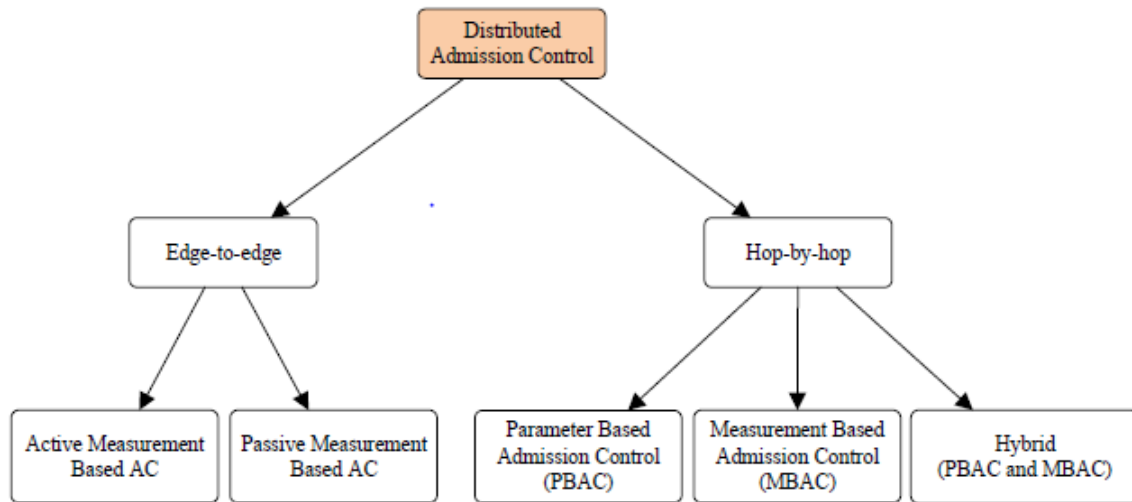 Distributed
Admission Control
Edge-to-edge
Hop-by-hop
Active Measurement
Based AC
Passive Measurement
Based AC
Parameter Based
Admission Control
(PBAC)
Measurement Based
Admission Control
(MBAC)
Hybrid
(PBAC and MBAC)